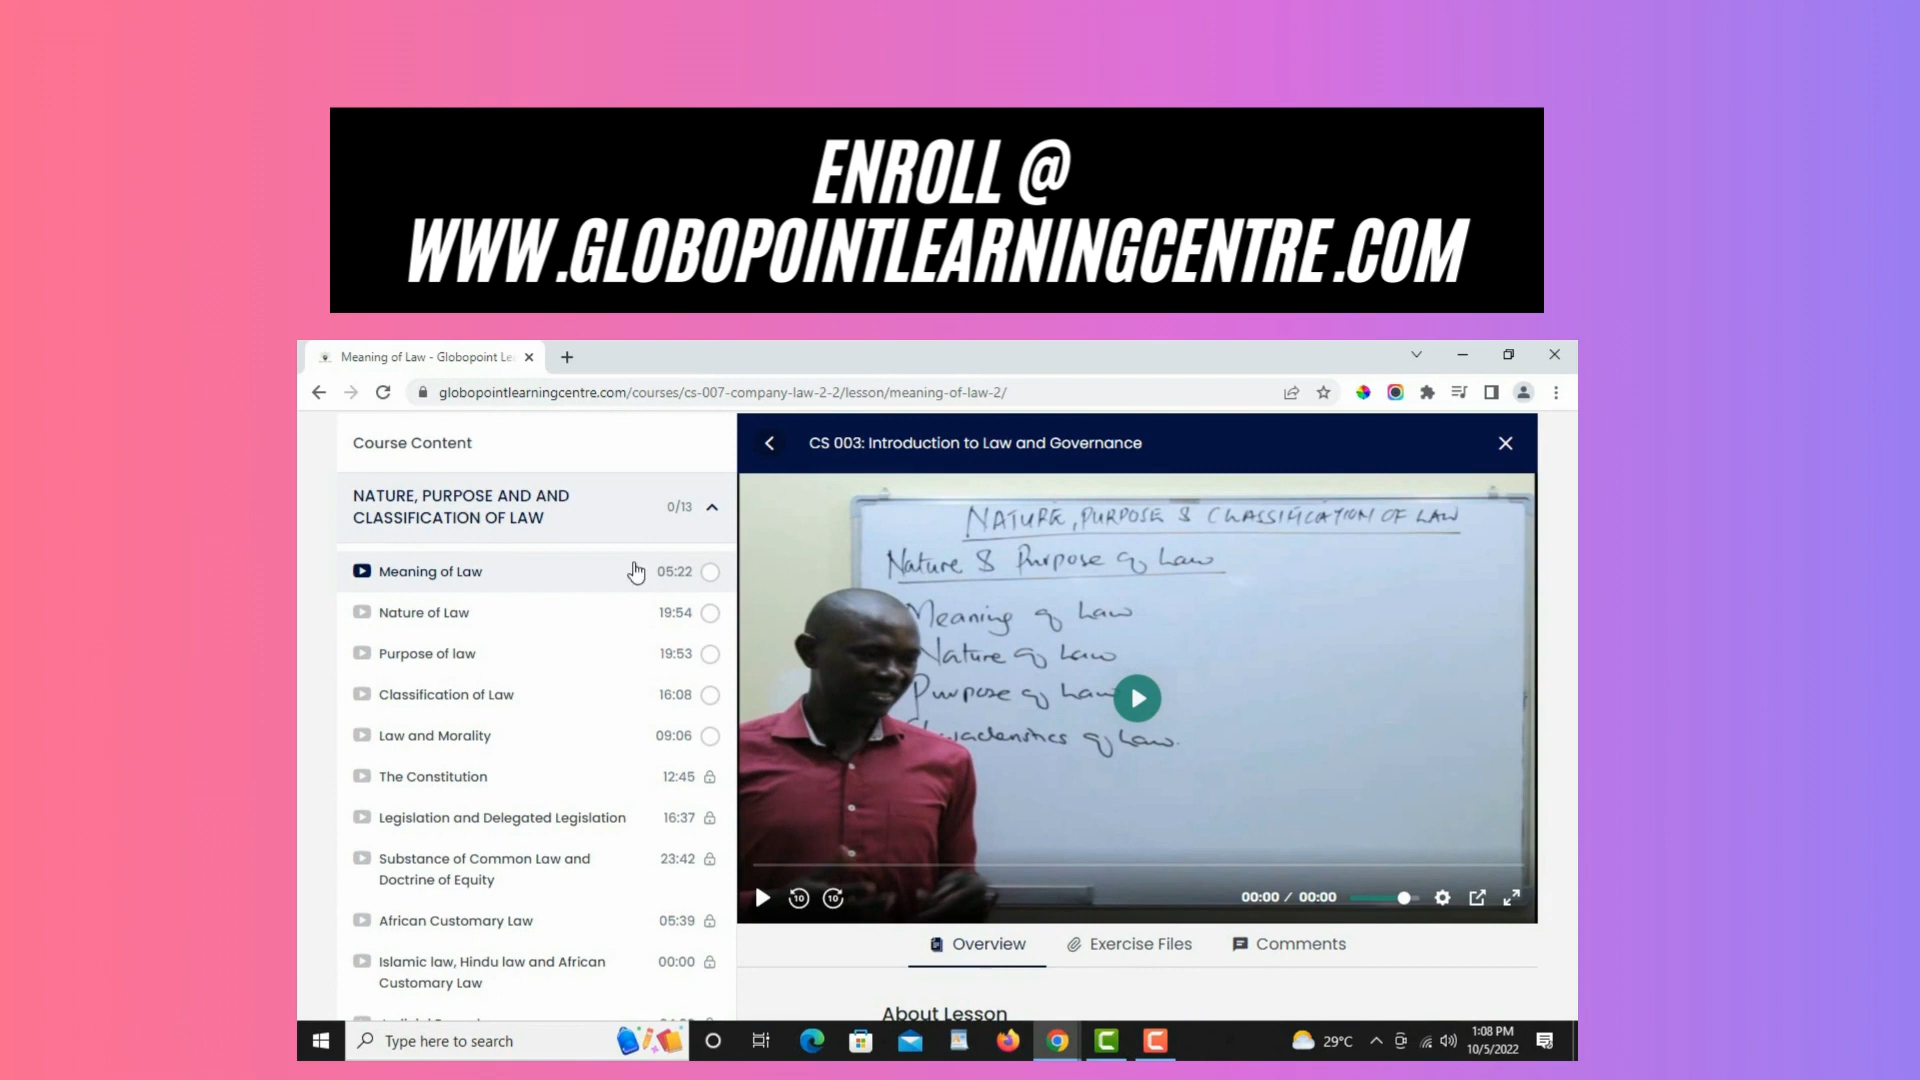 ENROLL @
WWW.GLOBOPOINTLEARNINGCENTRE.COM
Meaning of Law - Globopoint Le
globopointlearningcentre.com/courses/cs-007-company-law-2-2/lesson/meaning-of-law-2/
Course Content
NATURE, PURPOSE AND AND
CLASSIFICATION OF LAW
0/13
Meaning of Law 05:22
Nature of Law 19:54
Purpose of law 19:53
Classification of Law 16:08
Law and Morality 09:06
The Constitution 12:45
Legislation and Delegated Legislation 16:37
Substance of Common Law and
Doctrine of Equity
23:42
African Customary Law 05:39
Islamic law, Hindu law and African
Customary Law
00:00
CS 003: Introduction to Law and Governance
NATURE, PURPOSE & CLASSIFICATION OF LAW
Nature & Purpose of Law
Meaning of Law
Nature of Law
Purpose of Law
of Law.
10 10
00:00 / 00:00
Overview Exercise Files Comments
About Lesson
Type here to search
29°C
1:08 PM
10/5/2022